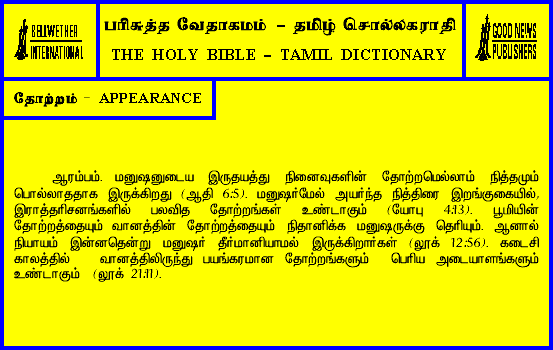 BELLWETHER
INTERNATIONAL
பரிசுத்த வேதாகமம் - தமிழ் சொல்லகராதி
THE HOLY BIBLE - TAMIL DICTIONARY
GOOD NEWS
PUBLISHERS
தோற்றம் - APPEARANCE
ஆரம்பம். மனுஷனுடைய இருதயத்து நினைவுகளின் தோற்றமெல்லாம் நித்தமும்
பொல்லாததாக இருக்கிறது (ஆதி 6:5). மனுஷர்மேல் அயர்ந்த நித்திரை இறங்குகையில்,
இராத்தரிசனங்களில் பலவித தோற்றங்கள் உண்டாகும் (யோபு 4:13). பூமியின்
தோற்றத்தையும் வானத்தின் தோற்றத்தையும் நிதானிக்க மனுஷருக்கு தெரியும். ஆனால்
நியாயம் இன்னதென்று மனுஷர் தீர்மானியாமல் இருக்கிறார்கள் (லூக் 12:56). கடைசி
காலத்தில் வானத்திலிருந்து பயங்கரமான தோற்றங்களும் பெரிய அடையாளங்களும்
உண்டாகும் (லூக் 21:11).